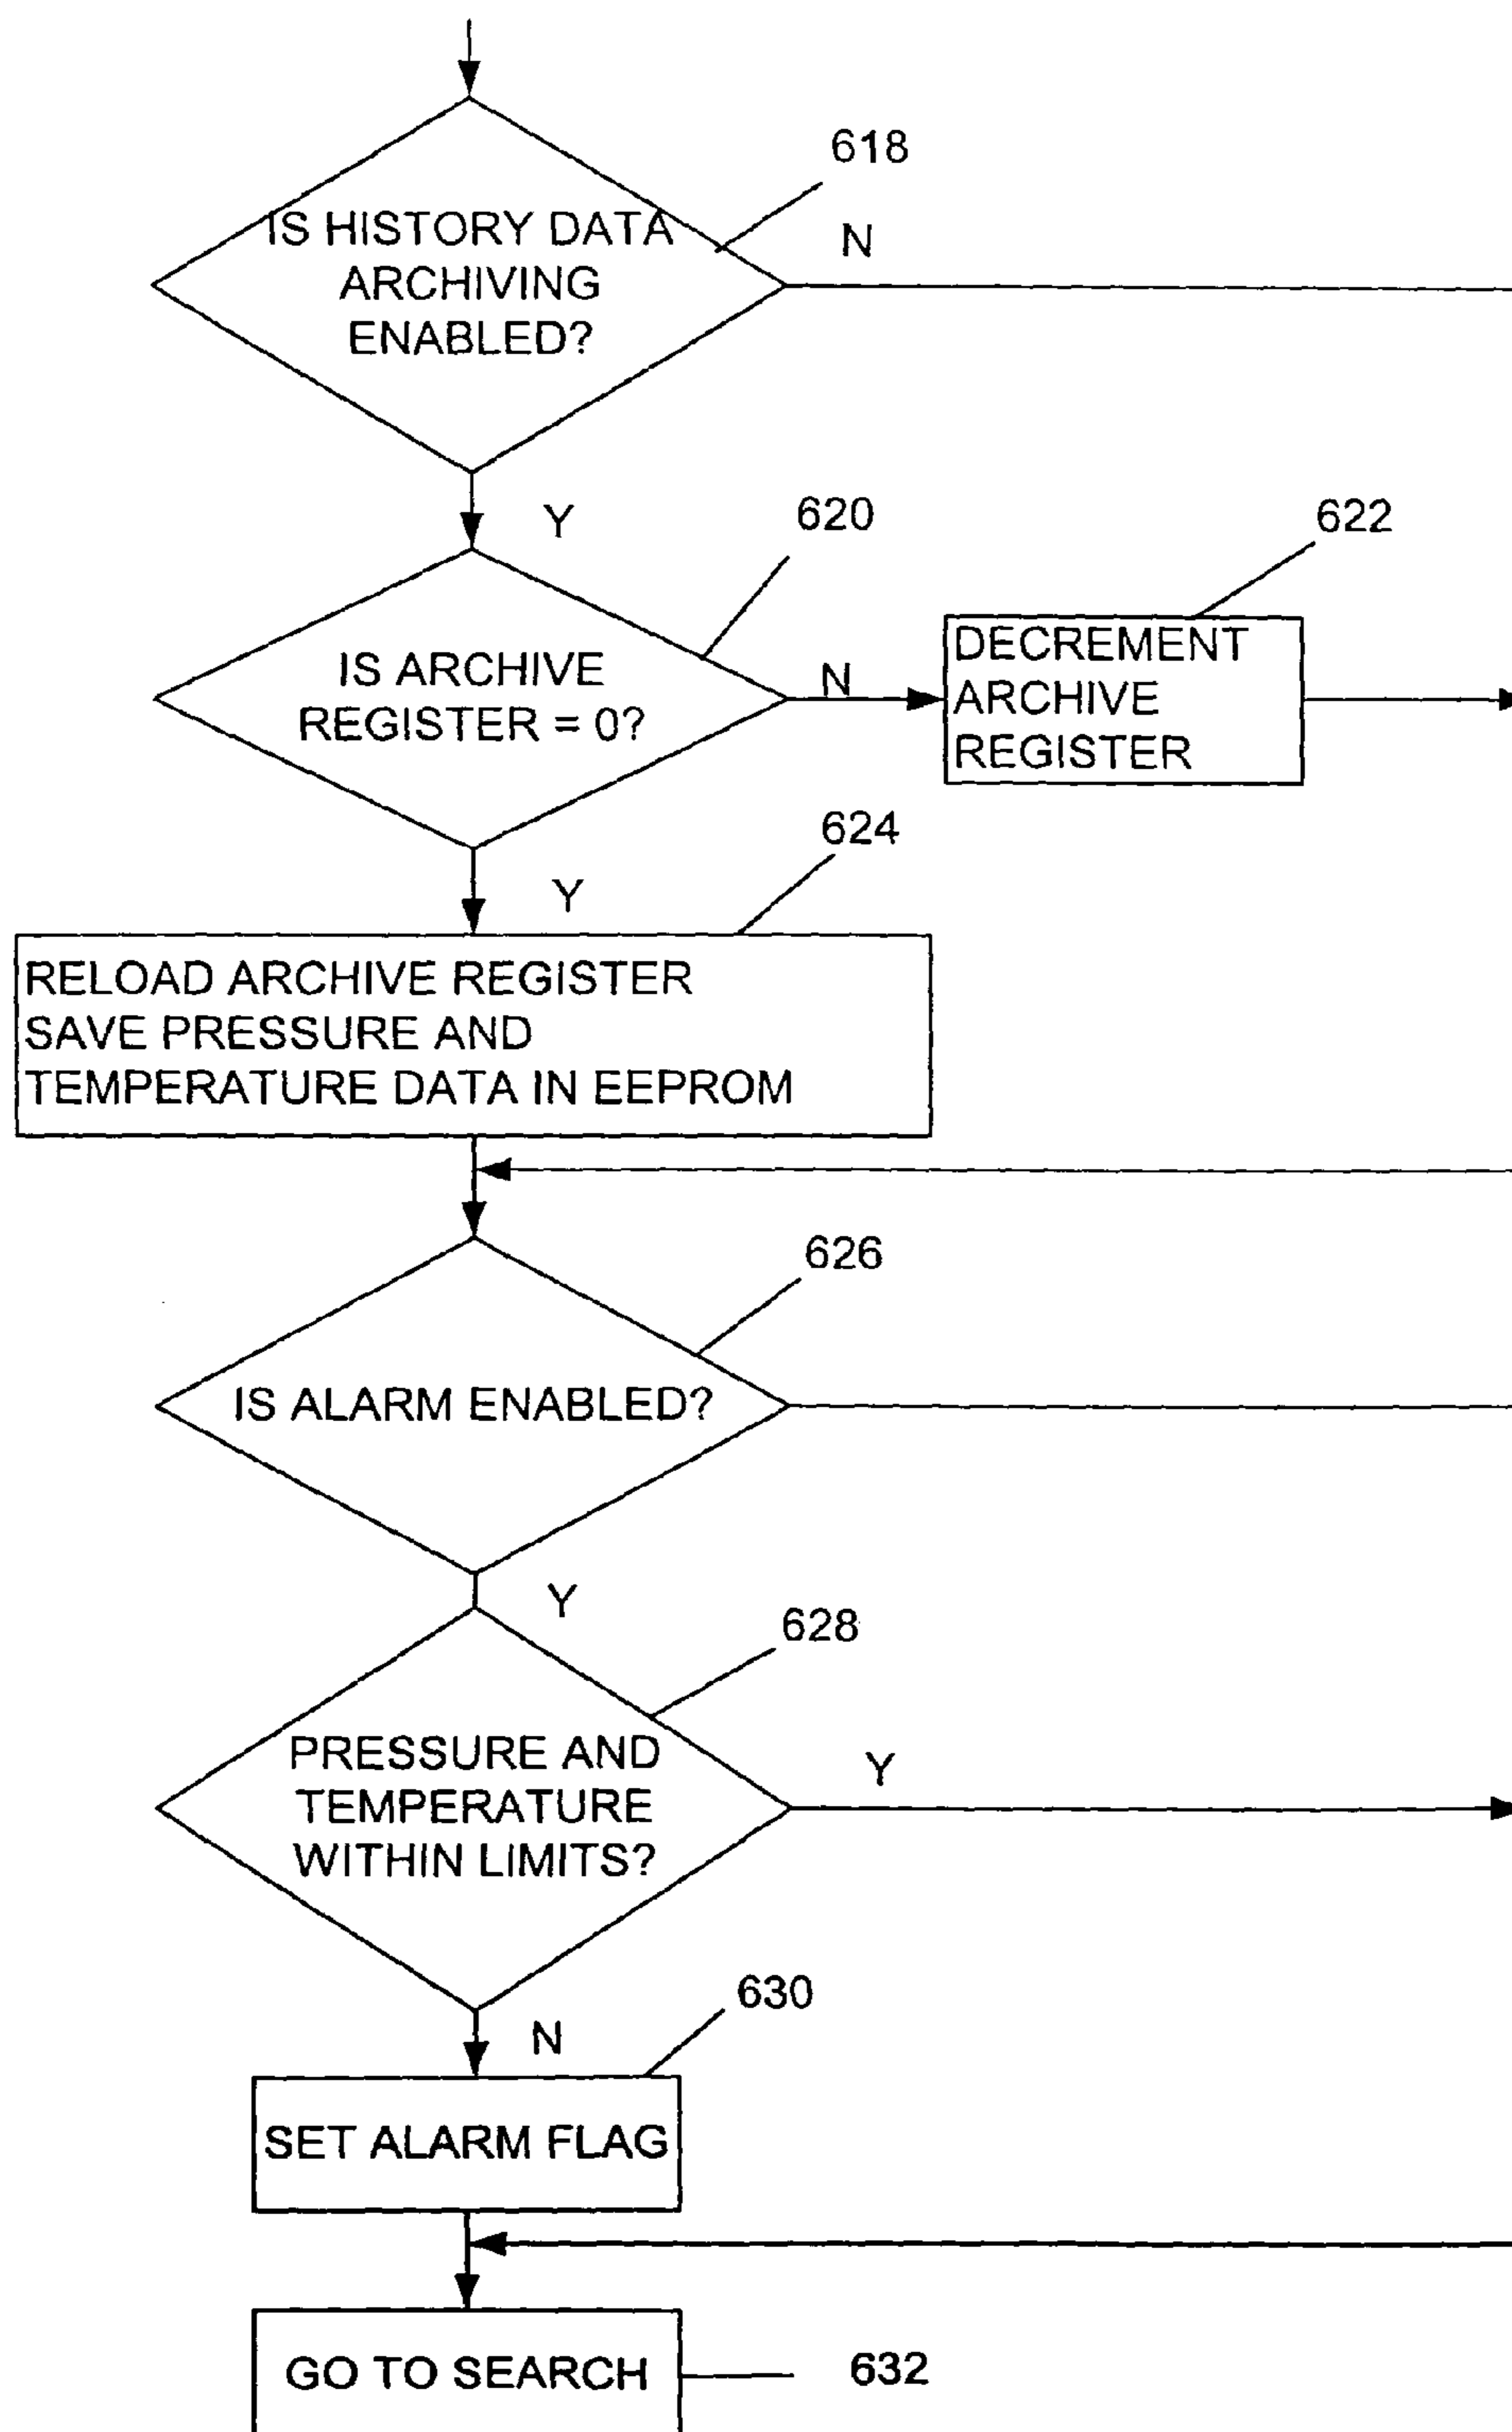 618
IS HISTORY DATA
ARCHIVING
ENABLED?
N
Y
620
622
IS ARCHIVE
REGISTER = 0?
N
DECREMENT
ARCHIVE
REGISTER
624
Y
RELOAD ARCHIVE REGISTER
SAVE PRESSURE AND
TEMPERATURE DATA IN EEPROM
626
IS ALARM ENABLED?
Y
628
PRESSURE AND
TEMPERATURE
WITHIN LIMITS?
Y
630
N
SET ALARM FLAG
GO TO SEARCH
632